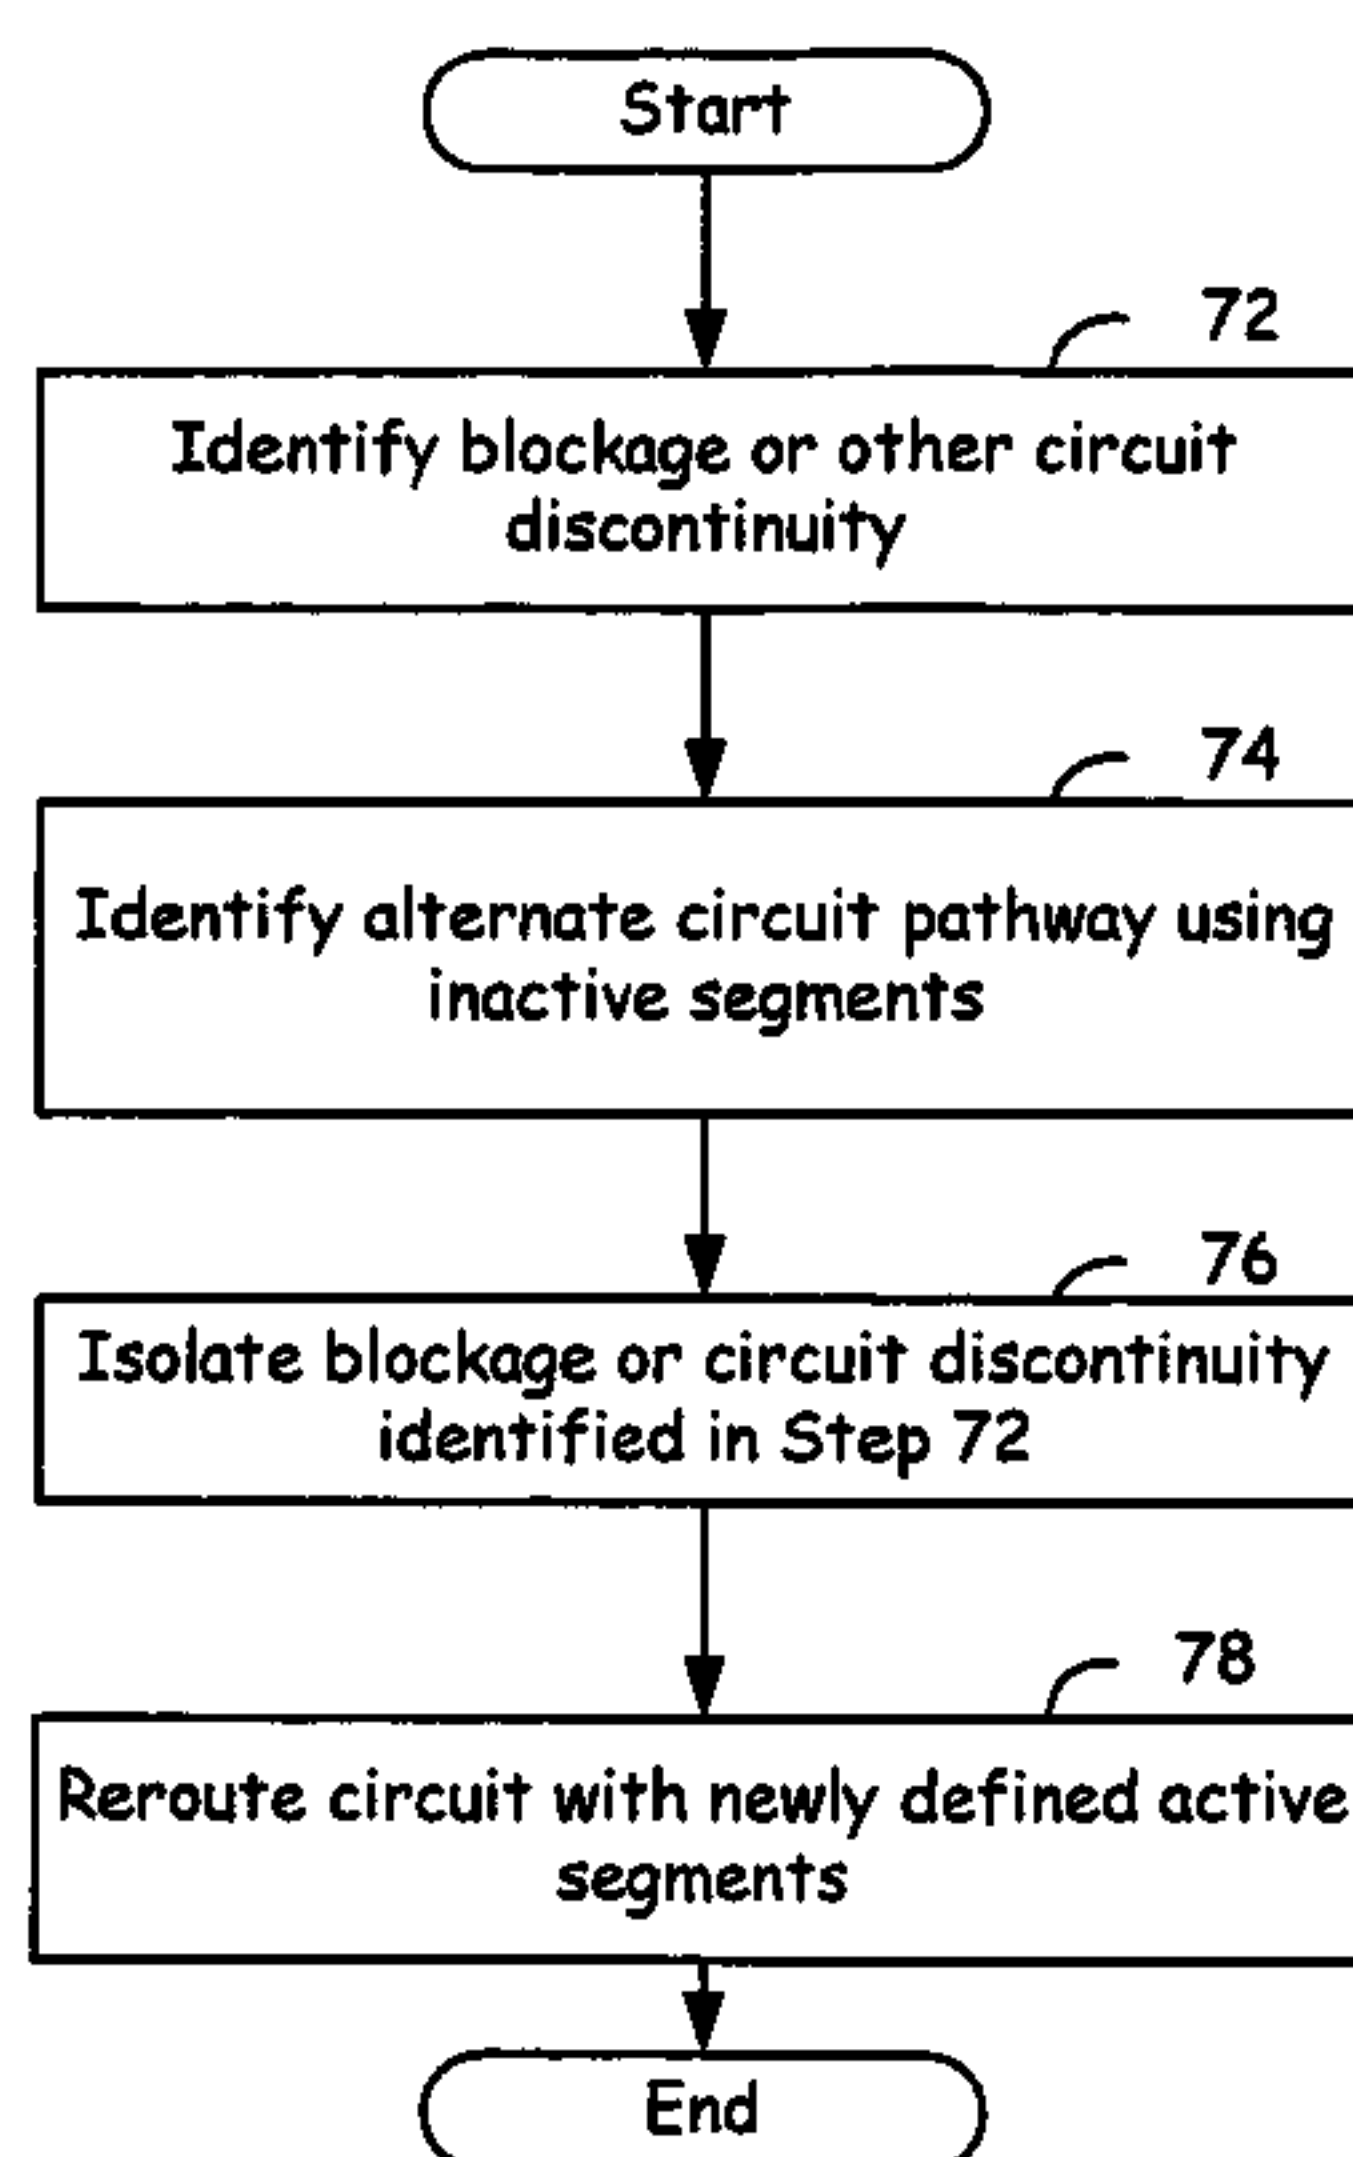 Start
72
Identify blockage or other circuit
discontinuity
74
Identify alternate circuit pathway using
inactive segments
76
Isolate blockage or circuit discontinuity
identified in Step 72
78
Reroute circuit with newly defined active
segments
End